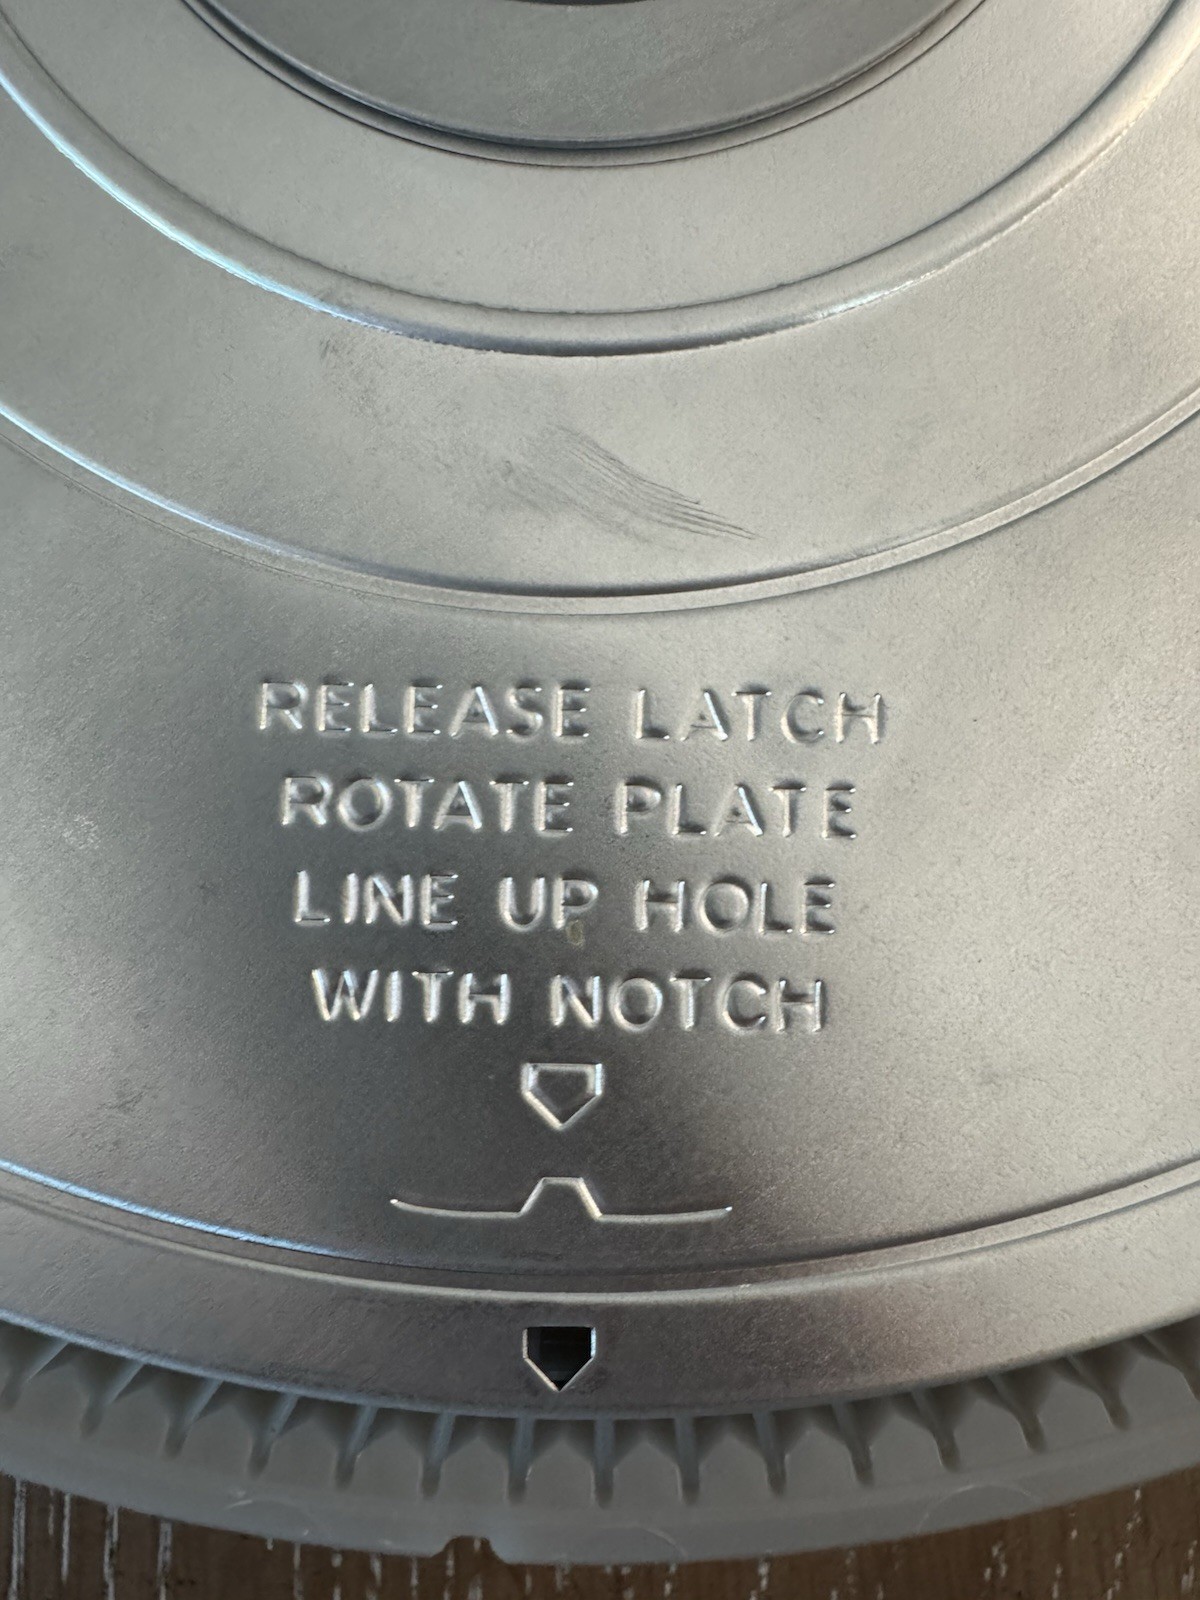 RELEASE LATCH
ROTATE PLATE
LINE UP HOLE
WITH NOTCH